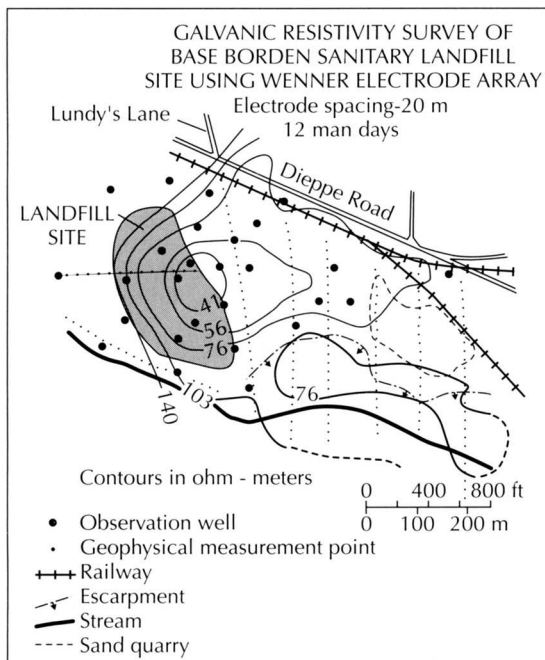 GALVANIC RESISTIVITY SURVEY OF
BASE BORDEN SANITARY LANDFILL
SITE USING WENNER ELECTRODE ARRAY
Electrode spacing-20 m
12 man days
Lundy's Lane
Dieppe Road
LANDFILL
SITE
41
56
76
103
140
76
Contours in ohm - meters
0 400 800 ft
0 100 200 m
Observation well
Geophysical measurement point
Railway
Escarpment
Stream
Sand quarry